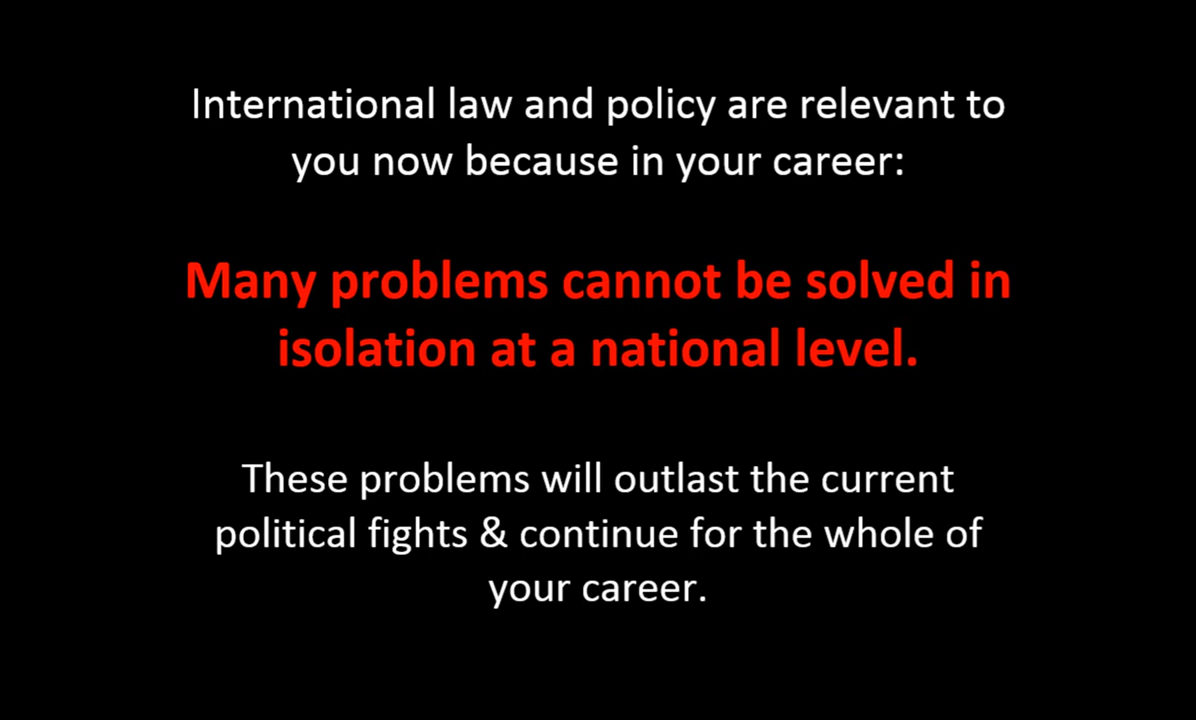 International law and policy are relevant to
you now because in your career:
Many problems cannot be solved in
isolation at a national level.
These problems will outlast the current
political fights & continue for the whole of
your career.